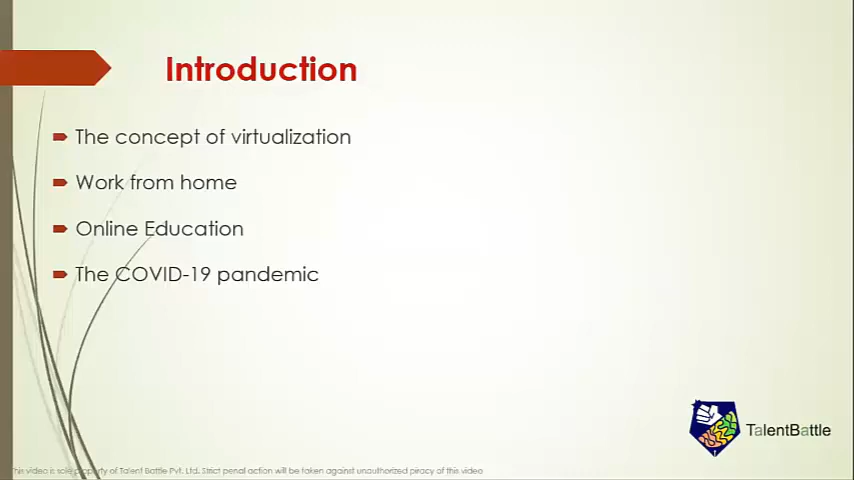 Introduction
The concept of virtualization
Work from home
Online Education
The COVID-19 pandemic
TalentBattle
This video is sole property of Talent Battle Pvt. Ltd. Strict penal action will be taken against unauthorized piracy of this video